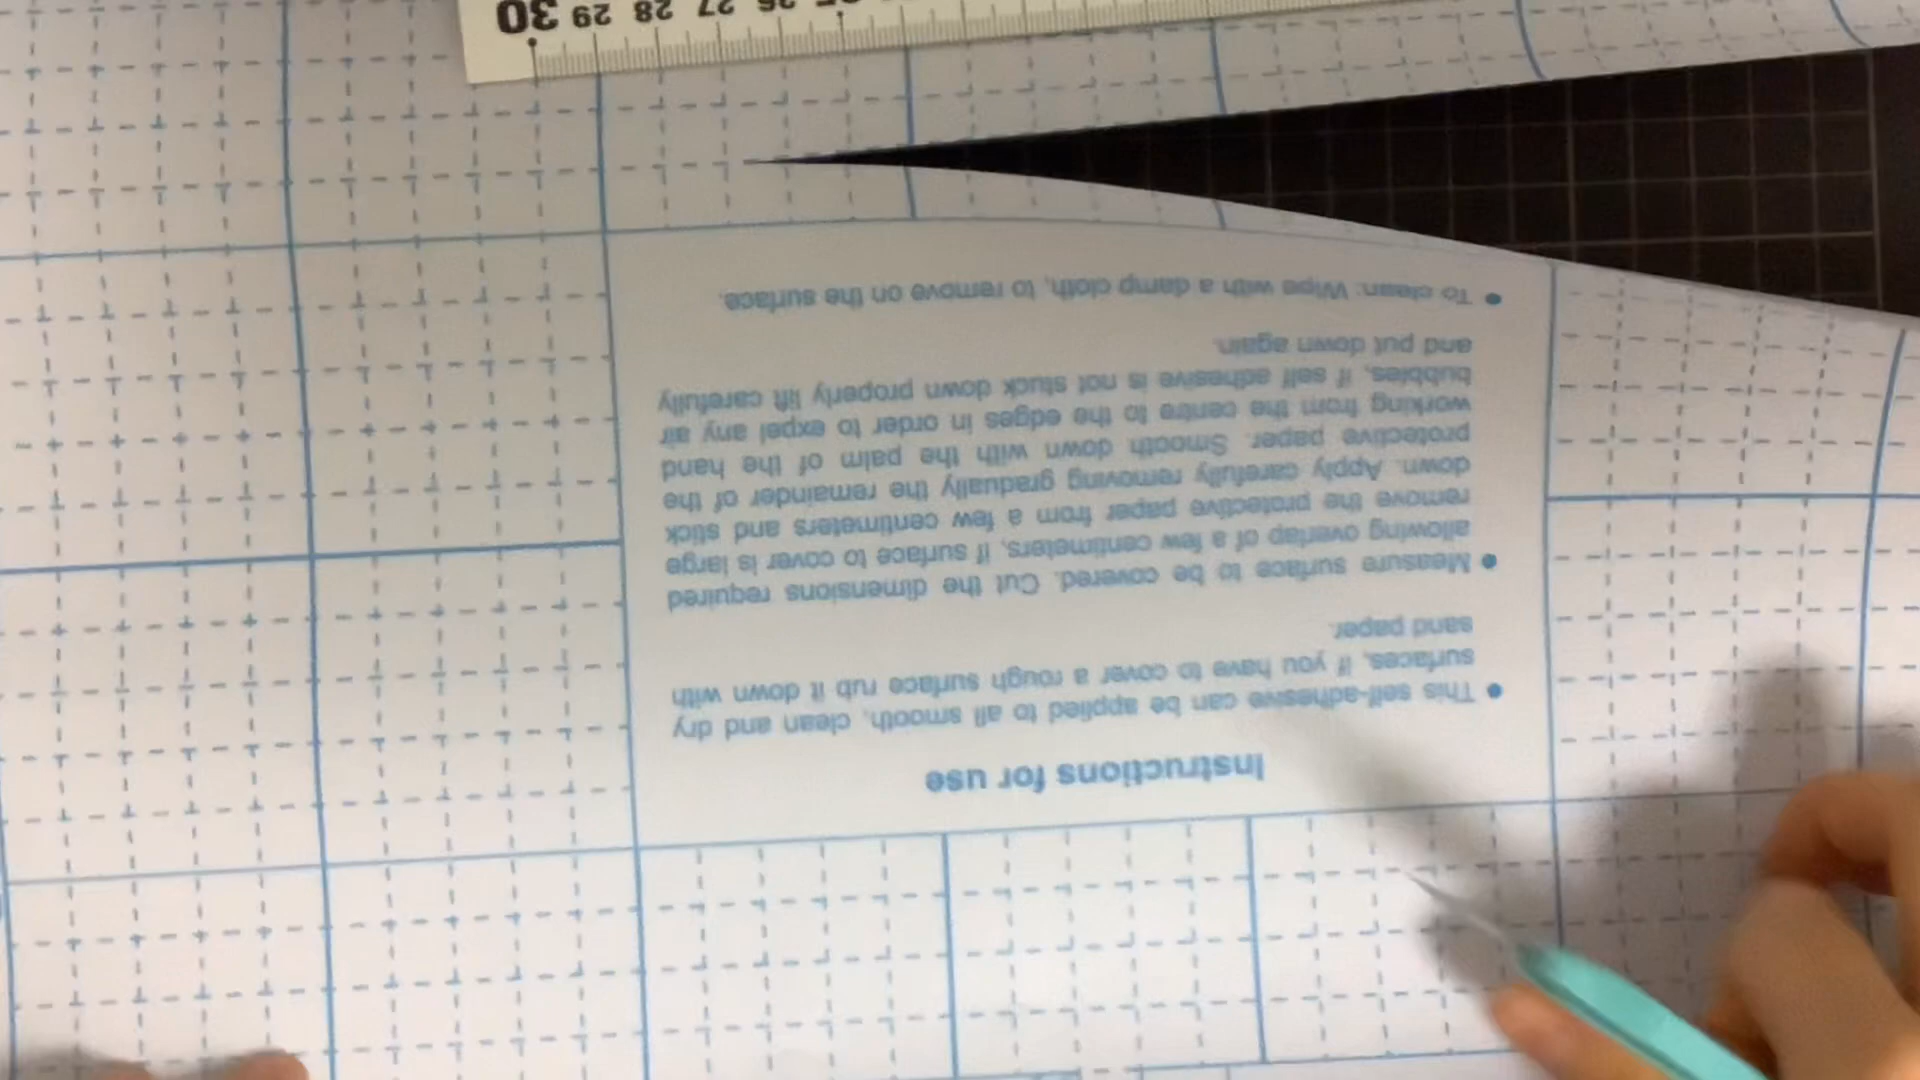 Instructions for use
• This self-adhesive can be applied to all smooth, clean and dry
surfaces, if you have to cover a rough surface rub it down with
sand paper.
• Measure surface to be covered. Cut the dimensions required
allowing overlap of a few centimeters, if surface to cover is large
remove the protective paper from a few centimeters and stick
down. Apply carefully removing gradually the remainder of the
protective paper. Smooth down with the palm of the hand
working from the centre to the edges in order to expel any air
bubbles, if self adhesive is not stuck down properly lift carefully
and put down again.
• To clean: Wipe with a damp cloth, to remove on the surface.
30 29 28 27 26 25